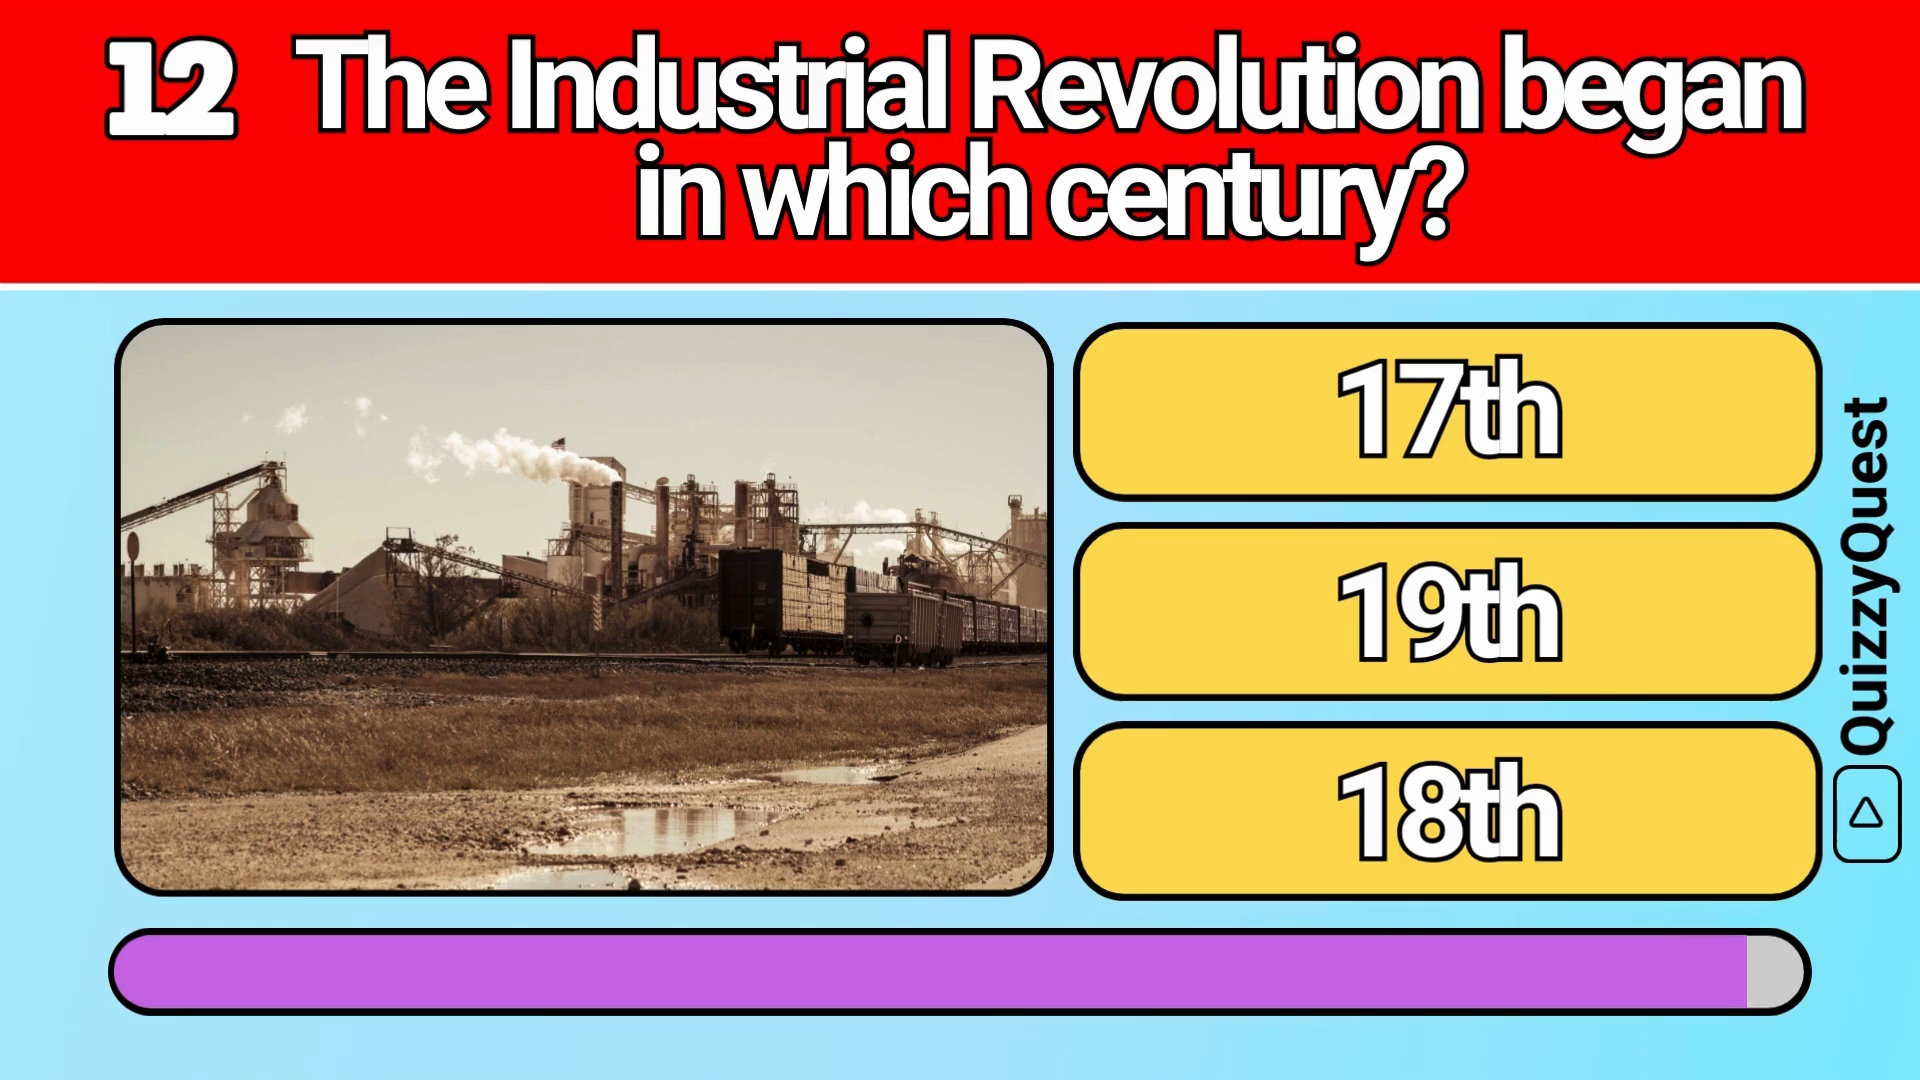 12 The Industrial Revolution began
in which century?
17th
19th
18th
QuizzyQuest